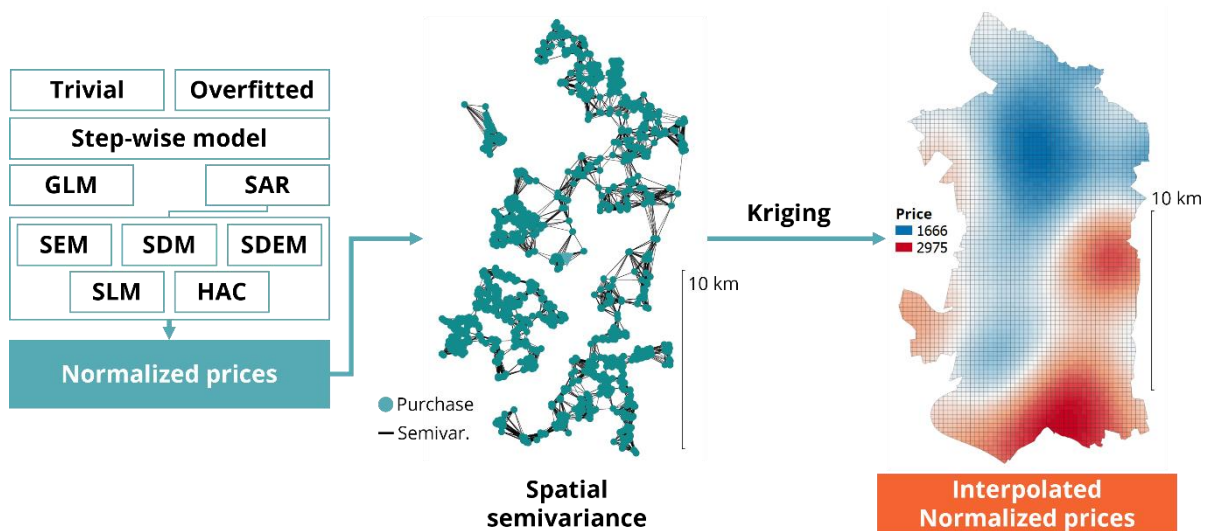 Trivial
Overfitted
Step-wise model
GLM
SAR
SEM
SDM
SDEM
SLM
HAC
Normalized prices
Purchase
Semivar.
10 km
Spatial
semivariance
Kriging
Price
1666
2975
10 km
Interpolated
Normalized prices